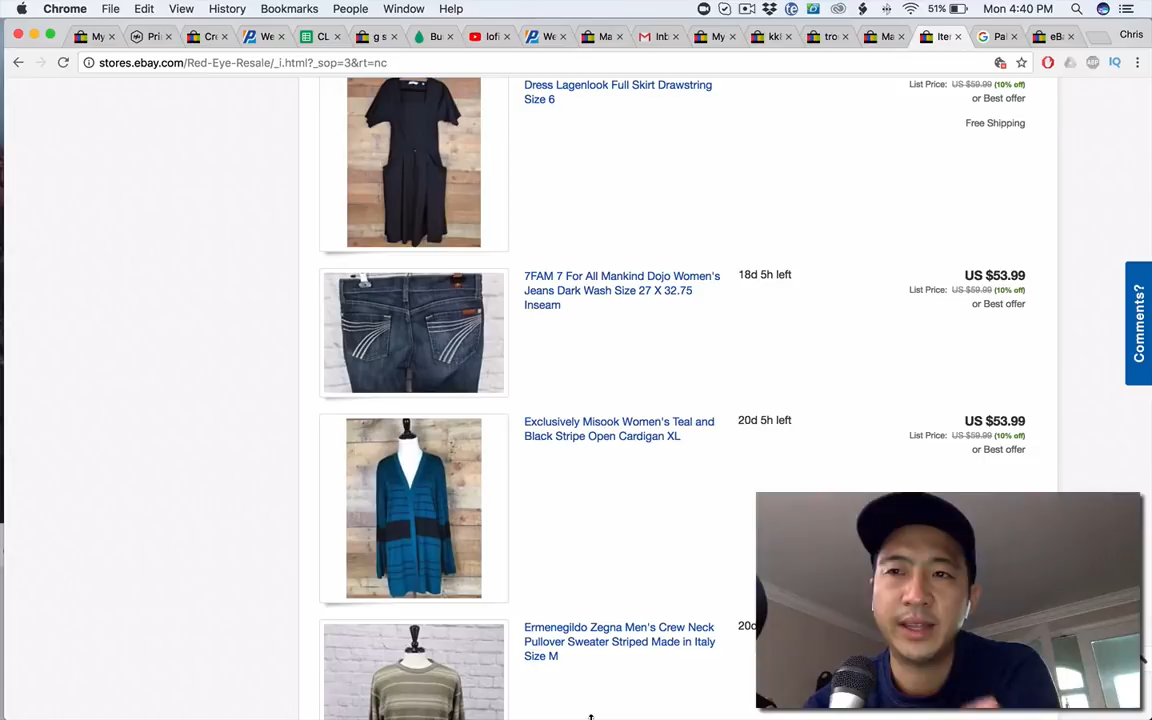 Chrome File Edit View History Bookmarks People Window Help
51% Mon 4:40 PM
My Pri Cro We CL g s Bu lofi We Ma Inb My kki tro Ma Iter Pal eBa Chris
stores.ebay.com/Red-Eye-Resale/_i.html?_sop=3&rt=nc
Dress Lagenlook Full Skirt Drawstring
Size 6
List Price: US $59.99 (10% off)
or Best offer
Free Shipping
7FAM 7 For All Mankind Dojo Women's
Jeans Dark Wash Size 27 X 32.75
Inseam
18d 5h left
US $53.99
List Price: US $59.99 (10% off)
or Best offer
Exclusively Misook Women's Teal and
Black Stripe Open Cardigan XL
20d 5h left
US $53.99
List Price: US $59.99 (10% off)
or Best offer
Ermenegildo Zegna Men's Crew Neck
Pullover Sweater Striped Made in Italy
Size M
20d
Comments?